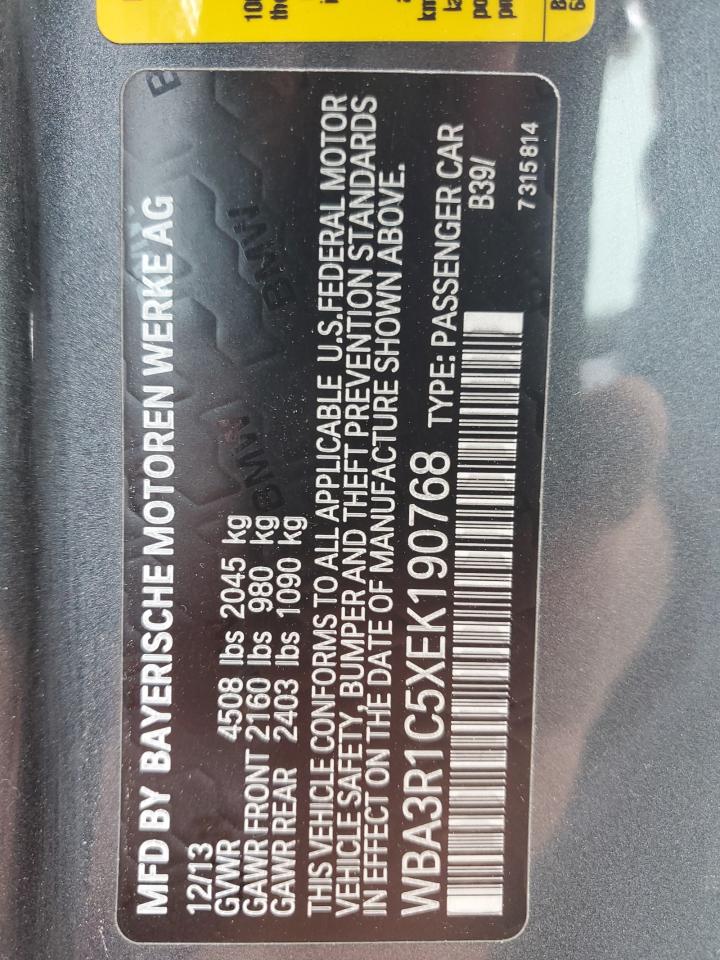 MFD BY BAYERISCHE MOTOREN WERKE AG
12/13
GVWR 4508 lbs 2045 kg
GAWR FRONT 2160 lbs 980 kg
GAWR REAR 2403 lbs 1090 kg
THIS VEHICLE CONFORMS TO ALL APPLICABLE U.S.FEDERAL MOTOR
VEHICLE SAFETY, BUMPER AND THEFT PREVENTION STANDARDS
IN EFFECT ON THE DATE OF MANUFACTURE SHOWN ABOVE.
WBA3R1C5XEK190768 TYPE: PASSENGER CAR
B39/
7 315 814
BMW
BMW